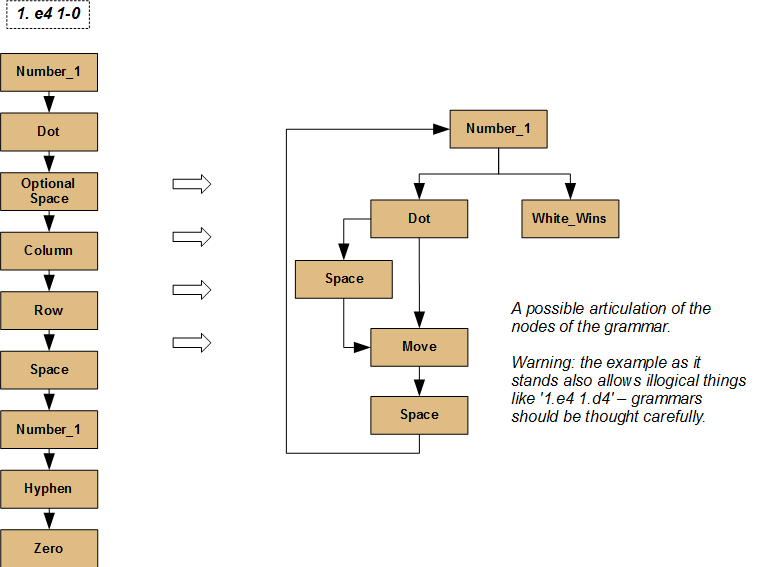 1. e4 1-0
Number_1
Dot
Optional
Space
Column
Row
Space
Number_1
Hyphen
Zero
Number_1
Dot
White_Wins
Space
Move
Space
A possible articulation of the
nodes of the grammar.
Warning: the example as it
stands also allows illogical things
like '1.e4 1.d4' – grammars
should be thought carefully.